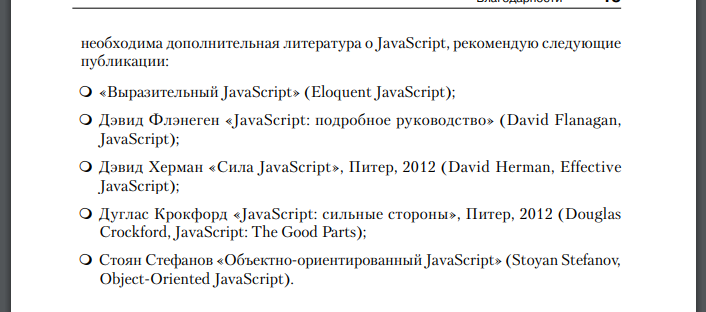 необходима дополнительная литература о JavaScript, рекомендую следующие
публикации:
«Выразительный JavaScript» (Eloquent JavaScript);
Дэвид Флэнеген «JavaScript: подробное руководство» (David Flanagan,
JavaScript);
Дэвид Херман «Сила JavaScript», Питер, 2012 (David Herman, Effective
JavaScript);
Дуглас Крокфорд «JavaScript: сильные стороны», Питер, 2012 (Douglas
Crockford, JavaScript: The Good Parts);
Стоян Стефанов «Объектно-ориентированный JavaScript» (Stoyan Stefanov,
Object-Oriented JavaScript).